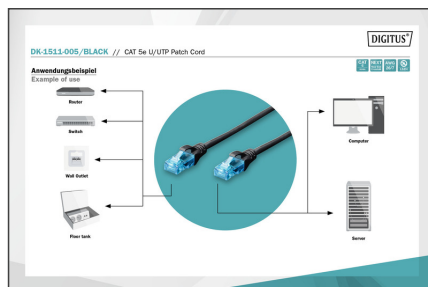 DIGITUS®
DK-1511-005/BLACK // CAT 5e U/UTP Patch Cord
Anwendungsbeispiel
Example of use
Router
Switch
Wall Outlet
Floor tank
Computer
Server